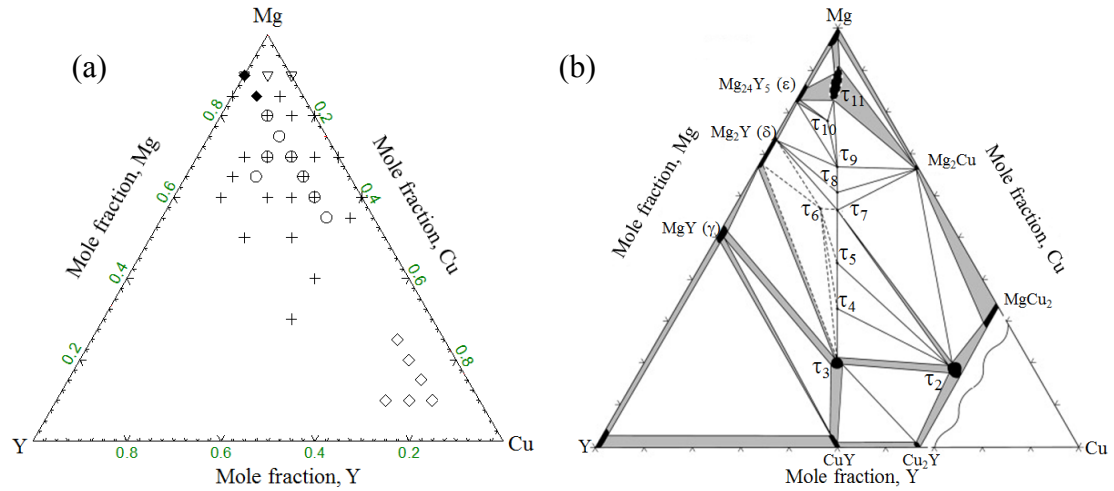 (a)
Mg
0.8
0.2
Mole fraction, Mg
Mole fraction, Cu
0.6
0.4
0.4
0.6
0.2
0.8
Y
Cu
0.8
0.6
0.4
0.2
Mole fraction, Y
(b)
Mg
Mg₂₄Y₅ (ε)
τ₁₁
Mg₂Y (δ)
τ₁₀
Mole fraction, Mg
Mole fraction, Cu
τ₉
Mg₂Cu
τ₈
τ₆
τ₇
MgY (γ)
τ₅
τ₄
MgCu₂
τ₃
τ₂
Y
Cu
CuY
Cu₂Y
Mole fraction, Y